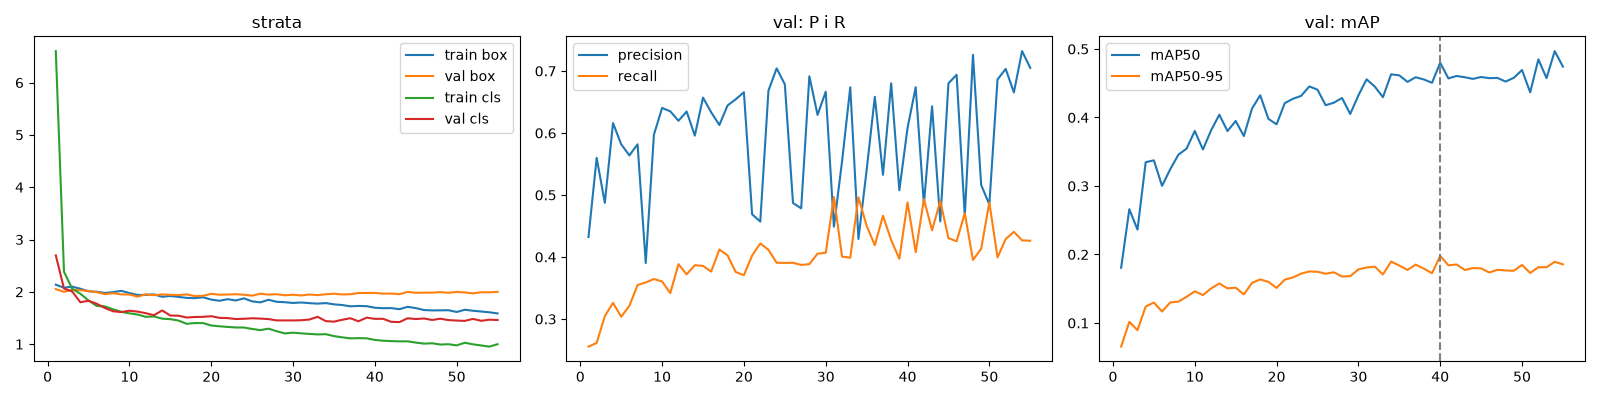 strata
train box
val box
train cls
val cls
6
5
4
3
2
1
0 10 20 30 40 50
val: P i R
precision
recall
0.7
0.6
0.5
0.4
0.3
0 10 20 30 40 50
val: mAP
mAP50
mAP50-95
0.5
0.4
0.3
0.2
0.1
0 10 20 30 40 50